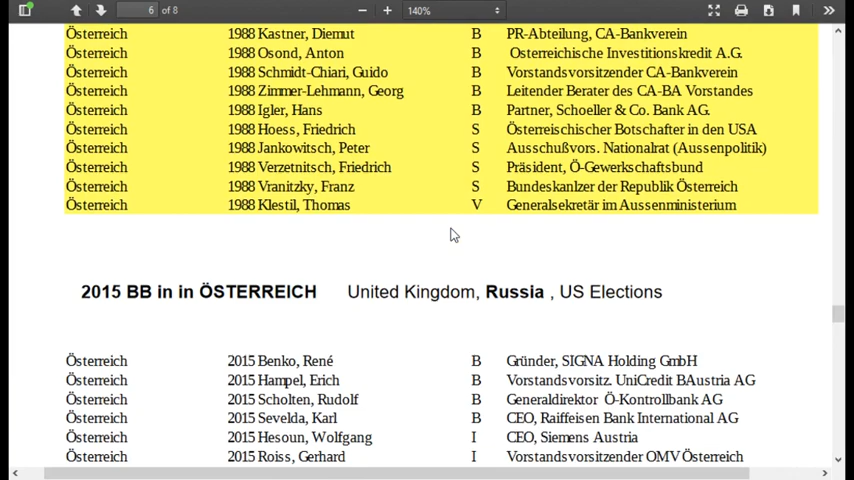 6 of 8 140%
Österreich 1988 Kastner, Diemut B PR-Abteilung, CA-Bankverein
Österreich 1988 Osond, Anton B Österreichische Investitionskredit A.G.
Österreich 1988 Schmidt-Chiari, Guido B Vorstandsvorsitzender CA-Bankverein
Österreich 1988 Zimmer-Lehmann, Georg B Leitender Berater des CA-BA Vorstandes
Österreich 1988 Igler, Hans B Partner, Schoeller & Co. Bank AG.
Österreich 1988 Hoess, Friedrich S Österreischischer Botschafter in den USA
Österreich 1988 Jankowitsch, Peter S Ausschußvors. Nationalrat (Aussenpolitik)
Österreich 1988 Verzetnitsch, Friedrich S Präsident, Ö-Gewerkschaftsbund
Österreich 1988 Vranitzky, Franz S Bundeskanlzer der Republik Österreich
Österreich 1988 Klestil, Thomas V Generalsekretär im Aussenministerium
2015 BB in in ÖSTERREICH United Kingdom, Russia , US Elections
Österreich 2015 Benko, René B Gründer, SIGNA Holding GmbH
Österreich 2015 Hampel, Erich B Vorstandsvorsitz. UniCredit BAustria AG
Österreich 2015 Scholten, Rudolf B Generaldirektor Ö-Kontrollbank AG
Österreich 2015 Sevelda, Karl B CEO, Raiffeisen Bank International AG
Österreich 2015 Hesoun, Wolfgang I CEO, Siemens Austria
Österreich 2015 Roiss, Gerhard I Vorstandsvorsitzender OMV Österreich